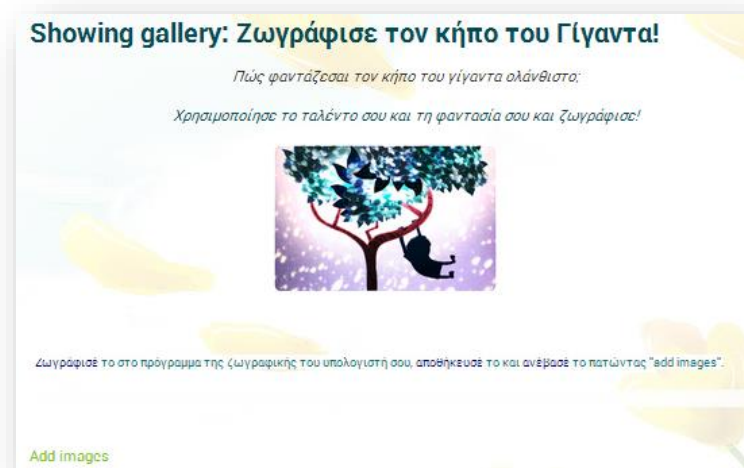 Showing gallery: Ζωγράφισε τον κήπο του Γίγαντα!
Πώς φαντάζεσαι τον κήπο του γίγαντα ολάνθιστο;
Χρησιμοποίησε το ταλέντο σου και τη φαντασία σου και ζωγράφισε!
Ζωγράφισέ το στο πρόγραμμα της ζωγραφικής του υπολογιστή σου, αποθήκευσέ το και ανέβασέ το πατώντας "add images".
Add images